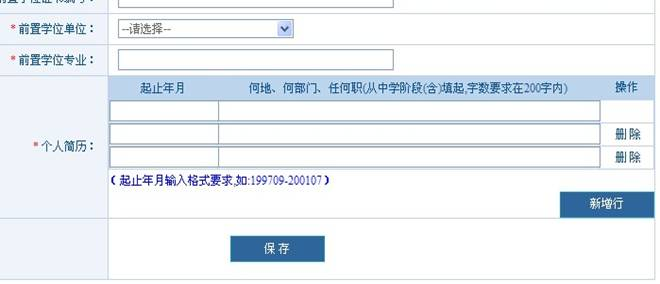 *前置学位单位： --请选择--
*前置学位专业：
起止年月 何地、何部门、任何职(从中学阶段(含)填起,字数要求在200字内) 操作
删 除
*个人简历：
删 除
( 起止年月输入格式要求,如:199709-200107 )
新增行
保 存